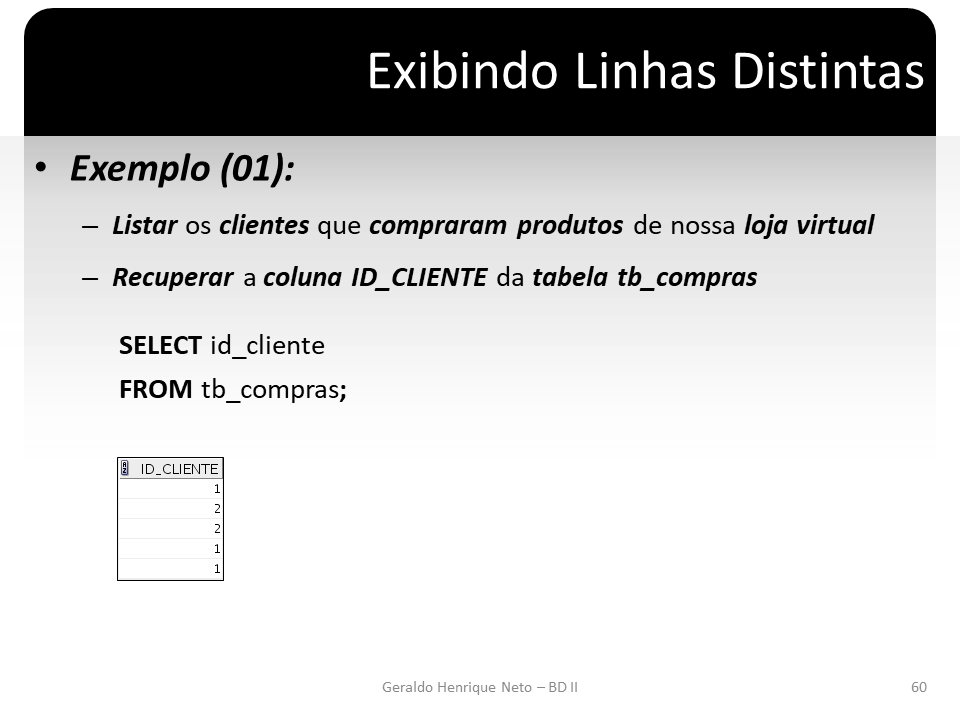 Exibindo Linhas Distintas
• Exemplo (01):
– Listar os clientes que compraram produtos de nossa loja virtual
– Recuperar a coluna ID_CLIENTE da tabela tb_compras
SELECT id_cliente
FROM tb_compras;
ID_CLIENTE
1
2
2
1
1
Geraldo Henrique Neto – BD II
60